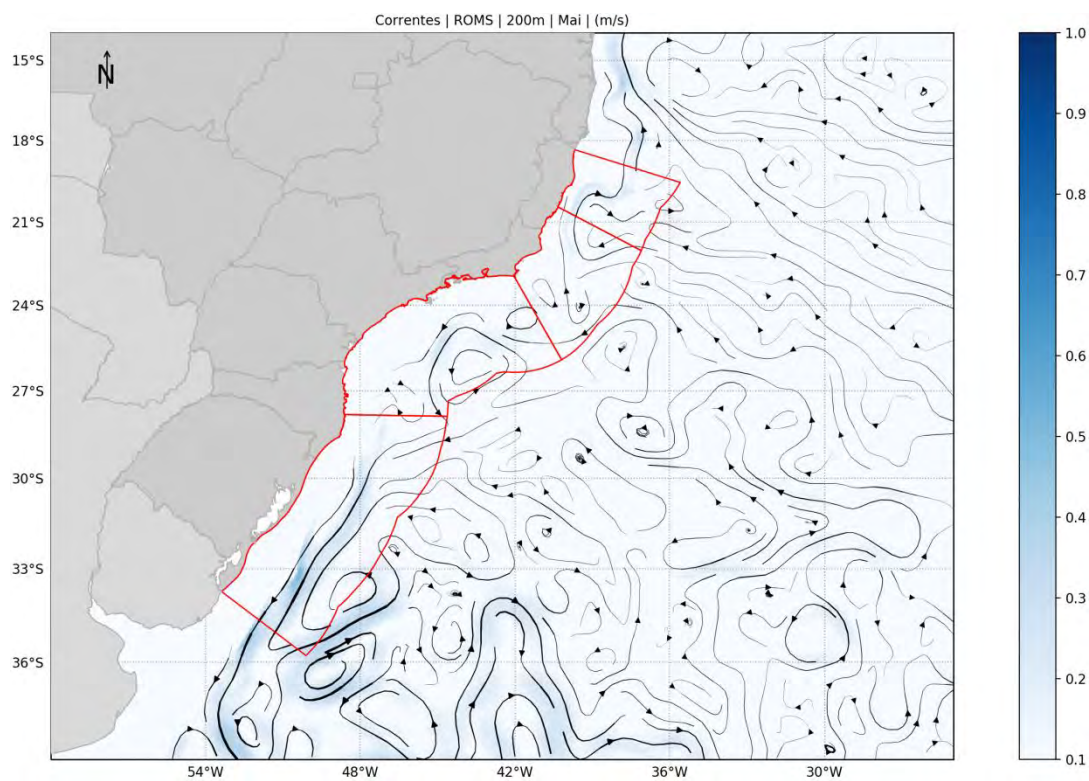 Correntes | ROMS | 200m | Mai | (m/s)
N
15°S
18°S
21°S
24°S
27°S
30°S
33°S
36°S
54°W
48°W
42°W
36°W
30°W
1.0
0.9
0.8
0.7
0.6
0.5
0.4
0.3
0.2
0.1